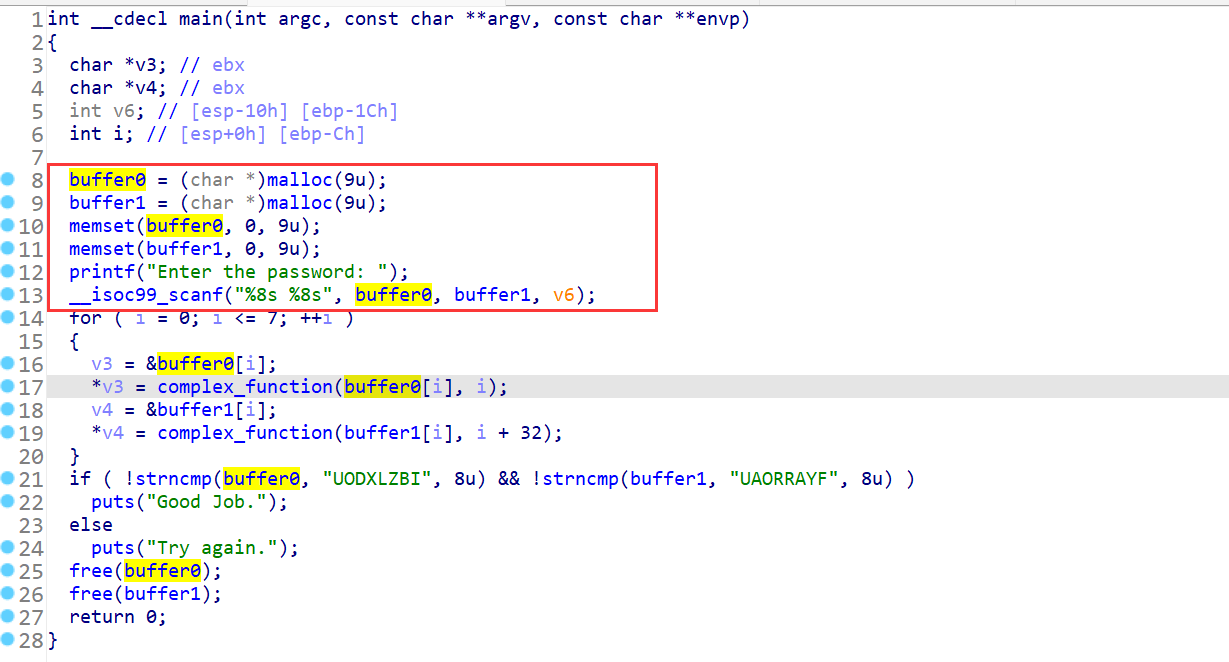 1 int __cdecl main(int argc, const char **argv, const char **envp)
2 {
3   char *v3; // ebx
4   char *v4; // ebx
5   int v6; // [esp-10h] [ebp-1Ch]
6   int i; // [esp+0h] [ebp-Ch]
7
8   buffer0 = (char *)malloc(9u);
9   buffer1 = (char *)malloc(9u);
10   memset(buffer0, 0, 9u);
11   memset(buffer1, 0, 9u);
12   printf("Enter the password: ");
13   __isoc99_scanf("%8s %8s", buffer0, buffer1, v6);
14   for ( i = 0; i <= 7; ++i )
15   {
16     v3 = &buffer0[i];
17     *v3 = complex_function(buffer0[i], i);
18     v4 = &buffer1[i];
19     *v4 = complex_function(buffer1[i], i + 32);
20   }
21   if ( !strncmp(buffer0, "UODXLZBI", 8u) && !strncmp(buffer1, "UAORRAYF", 8u) )
22     puts("Good Job.");
23   else
24     puts("Try again.");
25   free(buffer0);
26   free(buffer1);
27   return 0;
28 }